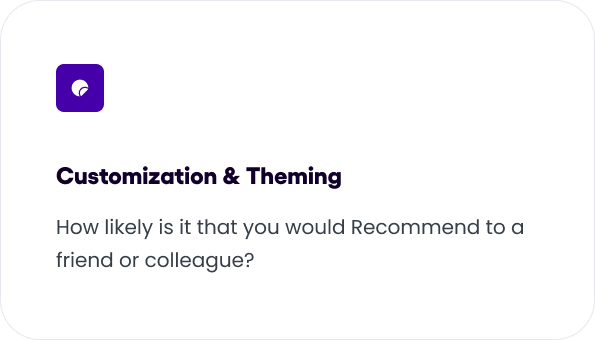 Customization & Theming
How likely is it that you would Recommend to a
friend or colleague?